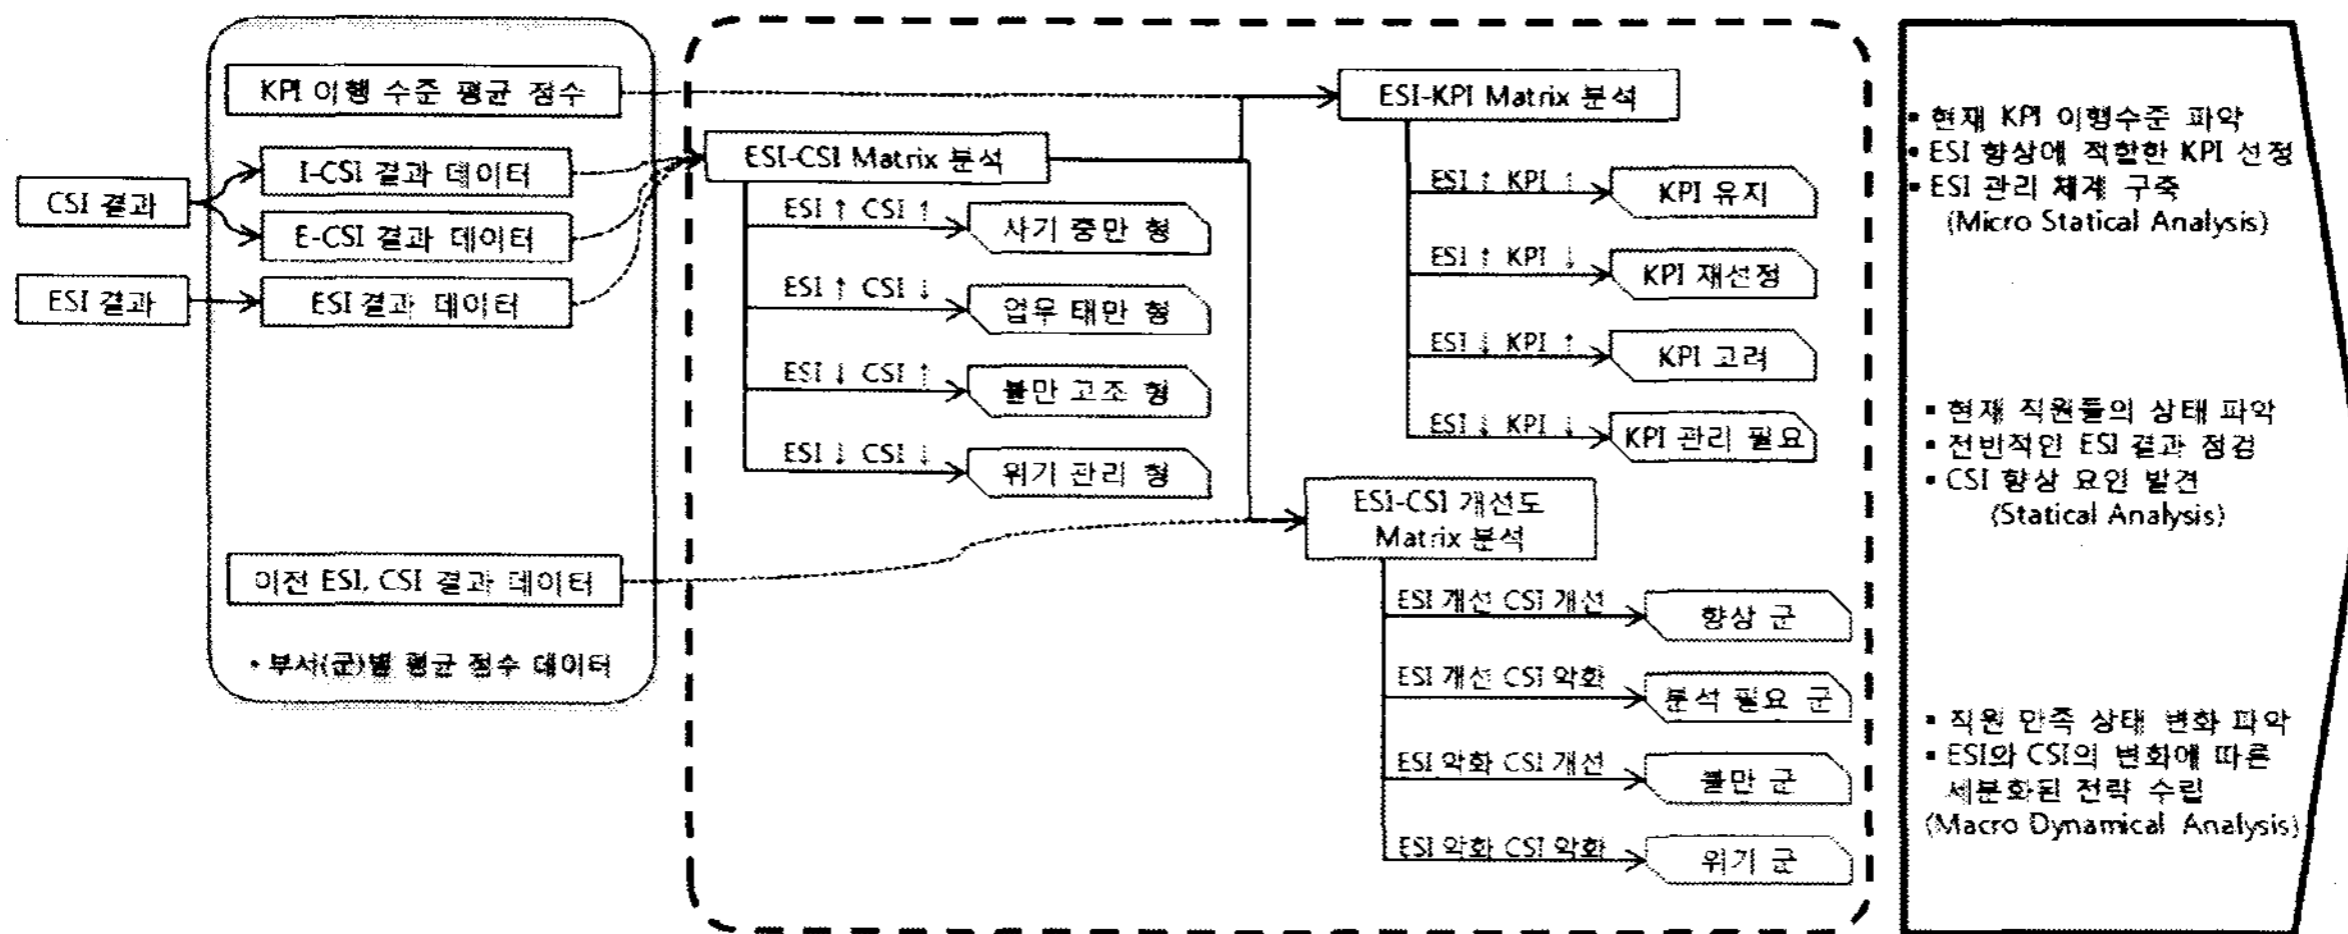 CSI 결과
ESI 결과
KPI 이행 수준 평균 점수
I-CSI 결과 데이터
E-CSI 결과 데이터
ESI 결과 데이터
이전 ESI, CSI 결과 데이터
• 부서(군)별 평균 점수 데이터
ESI-CSI Matrix 분석
ESI ↑ CSI ↑
사기 충만 형
ESI ↑ CSI ↓
업무 태만 형
ESI ↓ CSI ↑
불만 고조 형
ESI ↓ CSI ↓
위기 관리 형
ESI-KPI Matrix 분석
ESI ↑ KPI ↑
KPI 유지
ESI ↑ KPI ↓
KPI 재선정
ESI ↓ KPI ↑
KPI 고려
ESI ↓ KPI ↓
KPI 관리 필요
ESI-CSI 개선도
Matrix 분석
ESI 개선 CSI 개선
향상 군
ESI 개선 CSI 악화
분석 필요 군
ESI 악화 CSI 개선
불만 군
ESI 악화 CSI 악화
위기 군
▪ 현재 KPI 이행수준 파악
▪ ESI 향상에 적합한 KPI 선정
▪ ESI 관리 체계 구축
(Micro Statical Analysis)
▪ 현재 직원들의 상태 파악
▪ 전반적인 ESI 결과 점검
▪ CSI 향상 요인 발견
(Statical Analysis)
▪ 직원 만족 상태 변화 파악
▪ ESI와 CSI의 변화에 따른
세분화된 전략 수립
(Macro Dynamical Analysis)